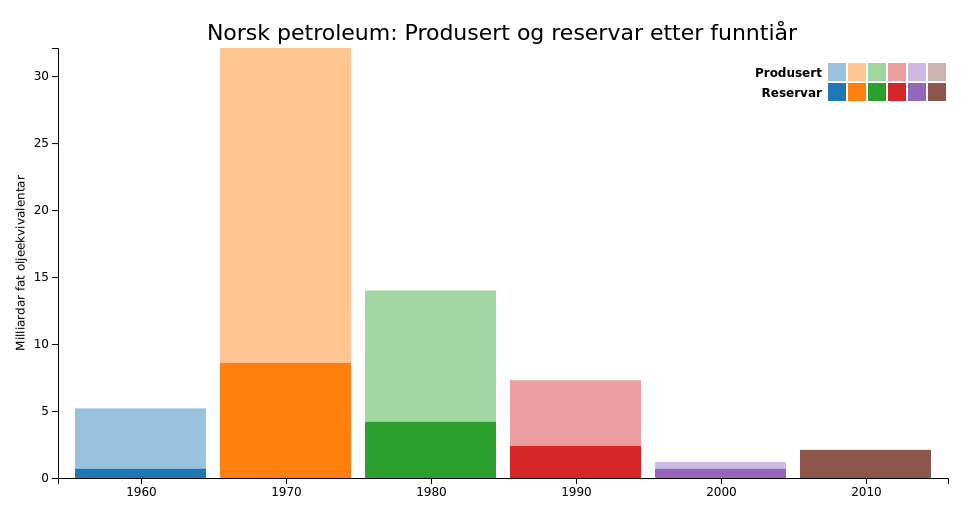 Norsk petroleum: Produsert og reservar etter funntiår
Produsert
Reservar
Milliardar fat oljeekvivalentar
30
25
20
15
10
5
0
1960 1970 1980 1990 2000 2010